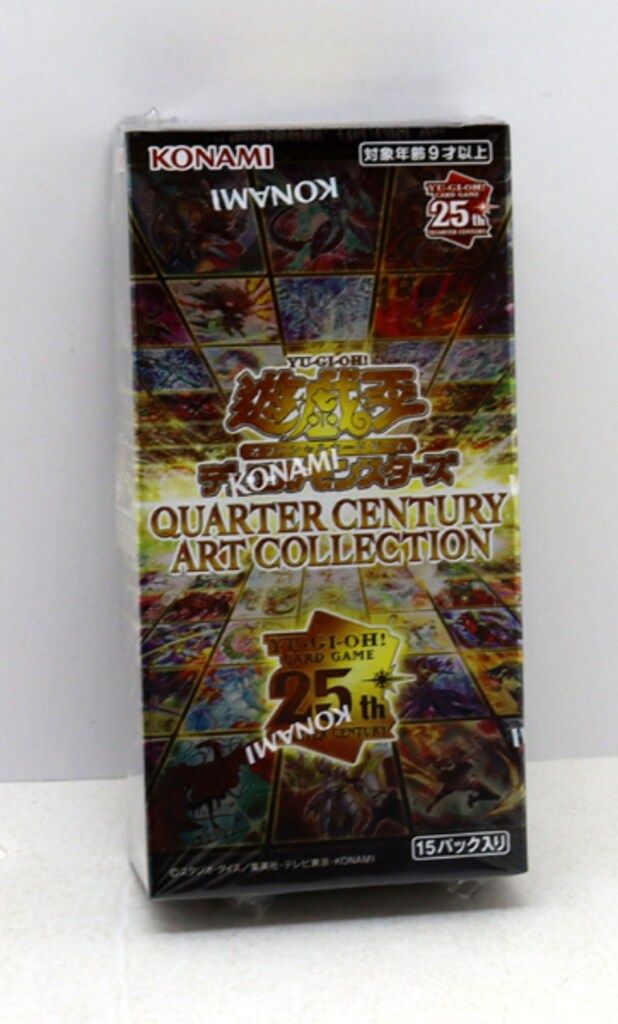 KONAMI
対象年齢9才以上
KONAMI
YU-GI-OH!
CARD GAME
25th
QUARTER CENTURY
YU-GI-OH!
遊戯王
KONAMI
QUARTER CENTURY
ART COLLECTION
YU-GI-OH!
CARD GAME
25th
CENTURY
KONAMI
15パック入り
©スタジオ・ダイス/集英社・テレビ東京・KONAMI